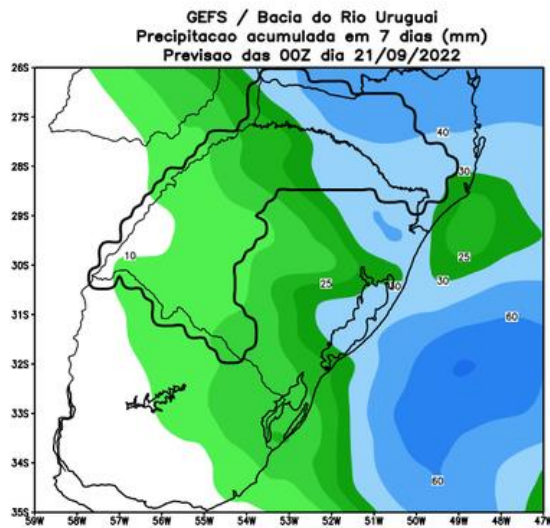 GEFS / Bacia do Rio Uruguai
Precipitacao acumulada em 7 dias (mm)
Previsao das 00Z dia 21/09/2022
26S
27S
40
28S
30
29S
10
25
30S
25
30
40
31S
60
32S
33S
34S
60
35S
59W 58W 57W 56W 55W 54W 53W 52W 51W 50W 49W 48W 47W